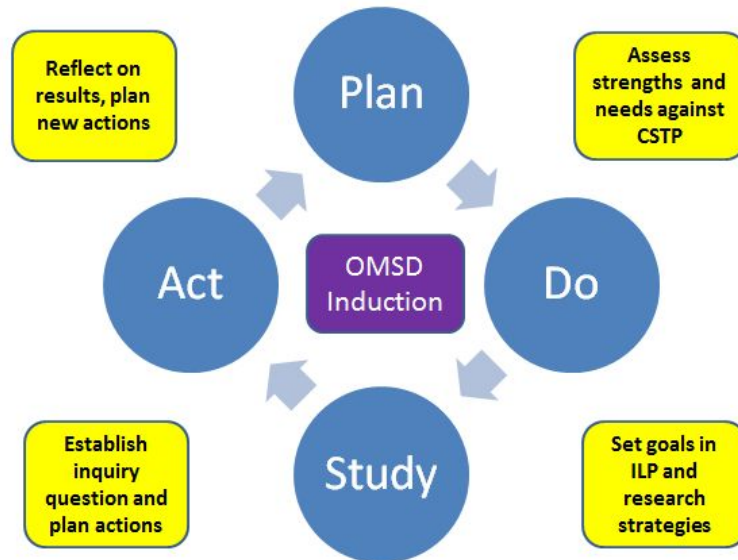 Reflect on
results, plan
new actions
Plan
Assess
strengths and
needs against
CSTP
Act
OMSD
Induction
Do
Establish
inquiry
question and
plan actions
Study
Set goals in
ILP and
research
strategies